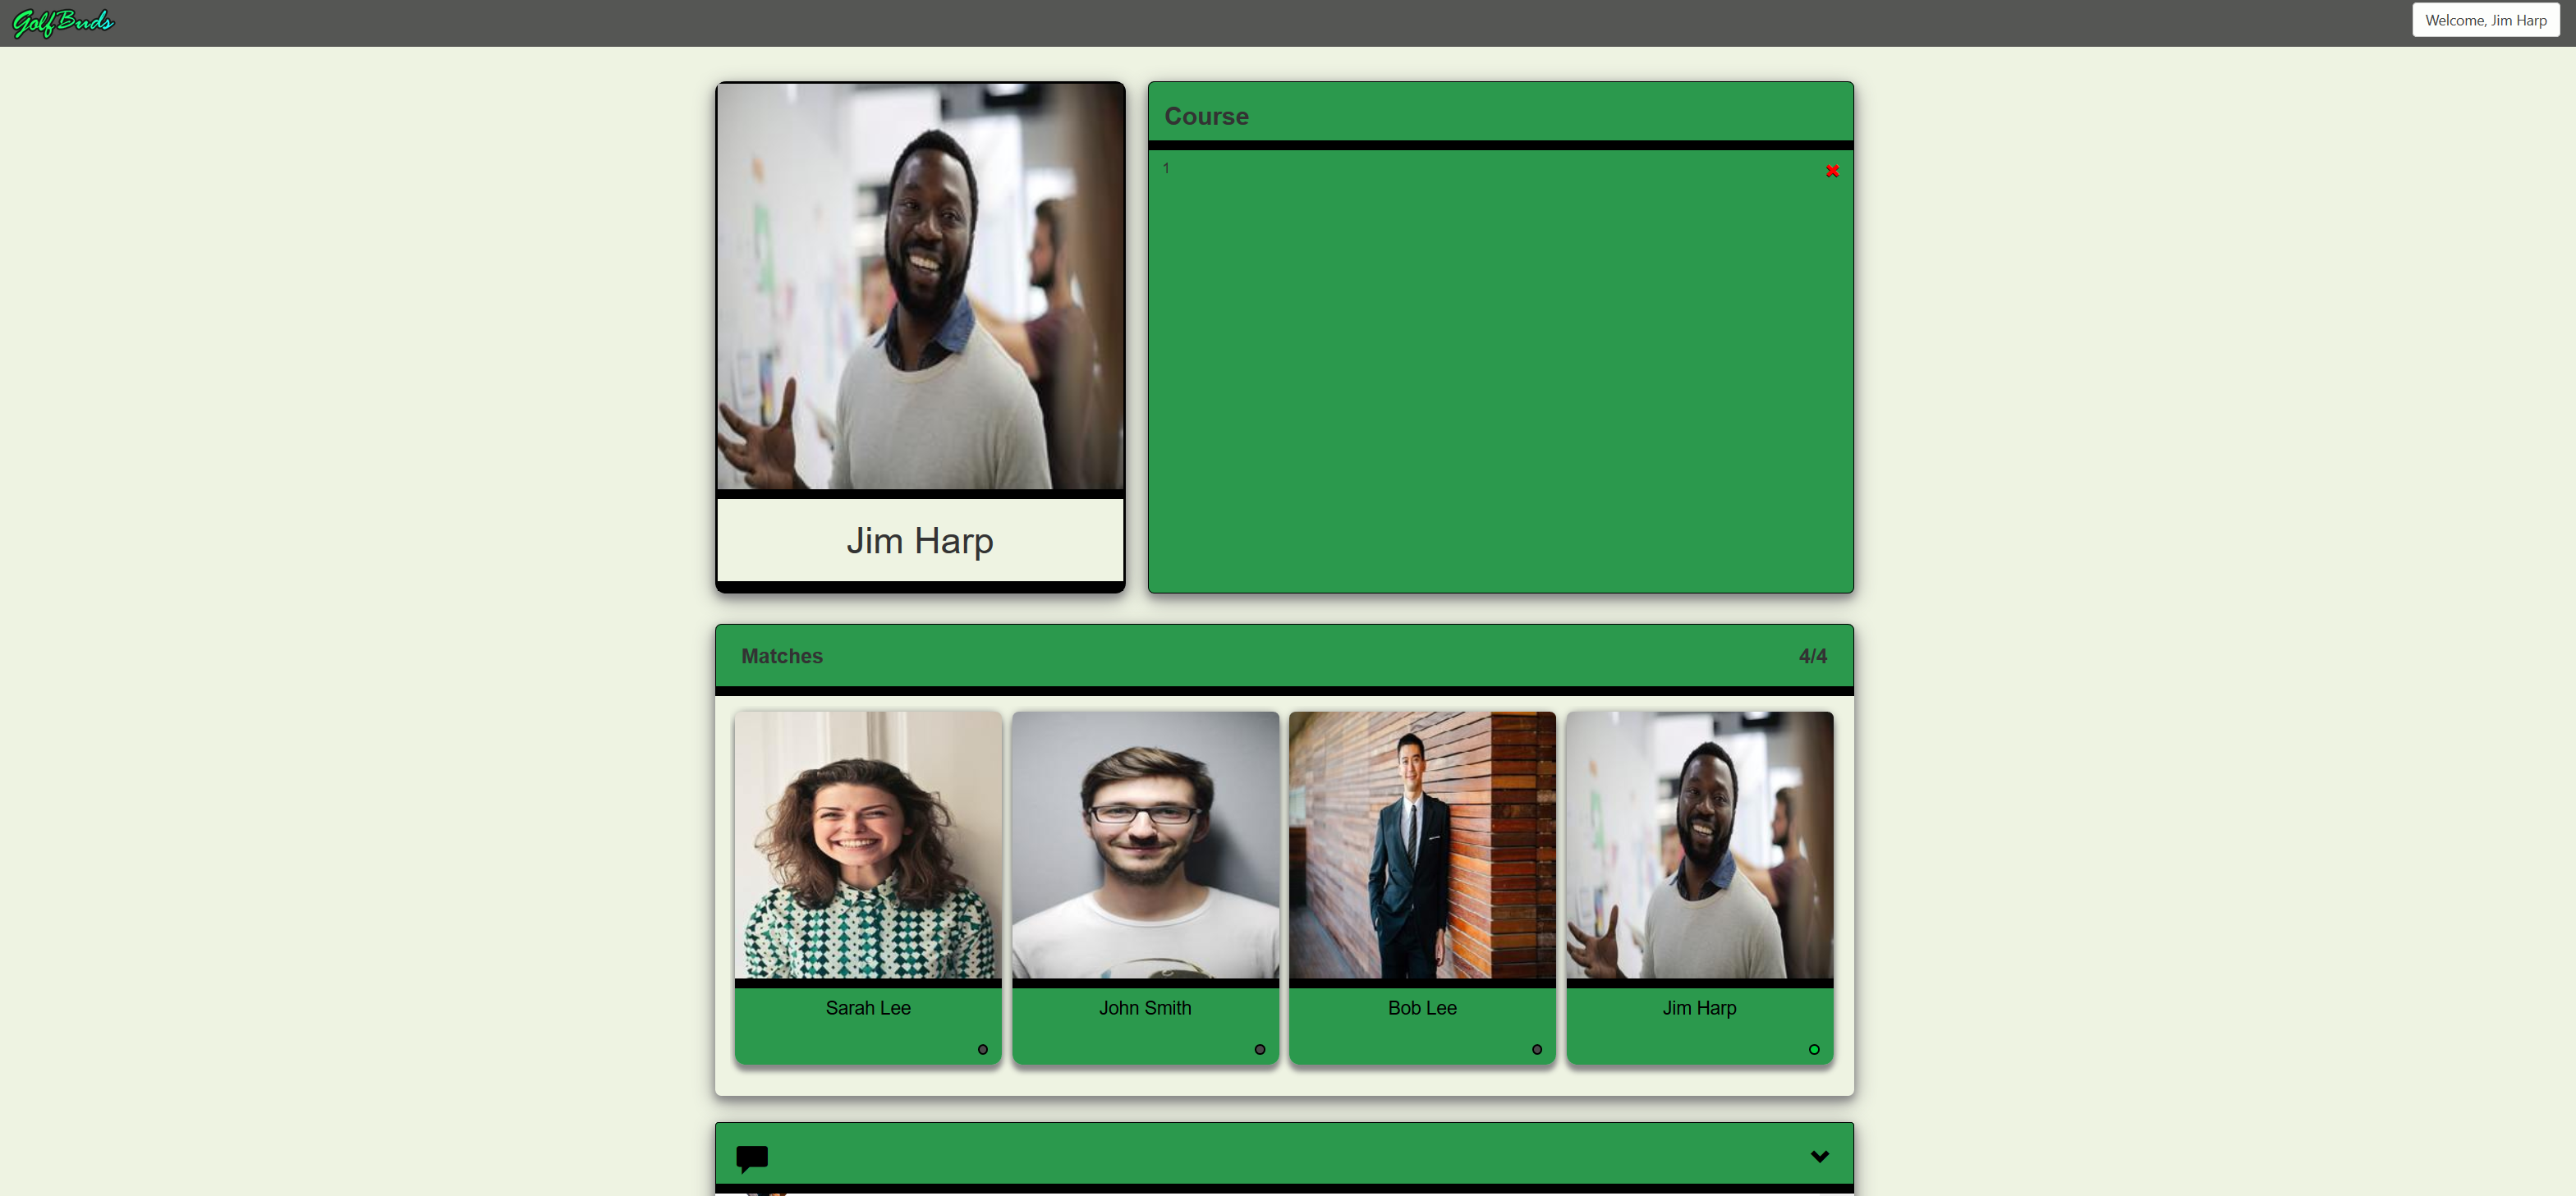 GolfBuds
Welcome, Jim Harp
Course
1
Jim Harp
Matches
4/4
Sarah Lee
John Smith
Bob Lee
Jim Harp